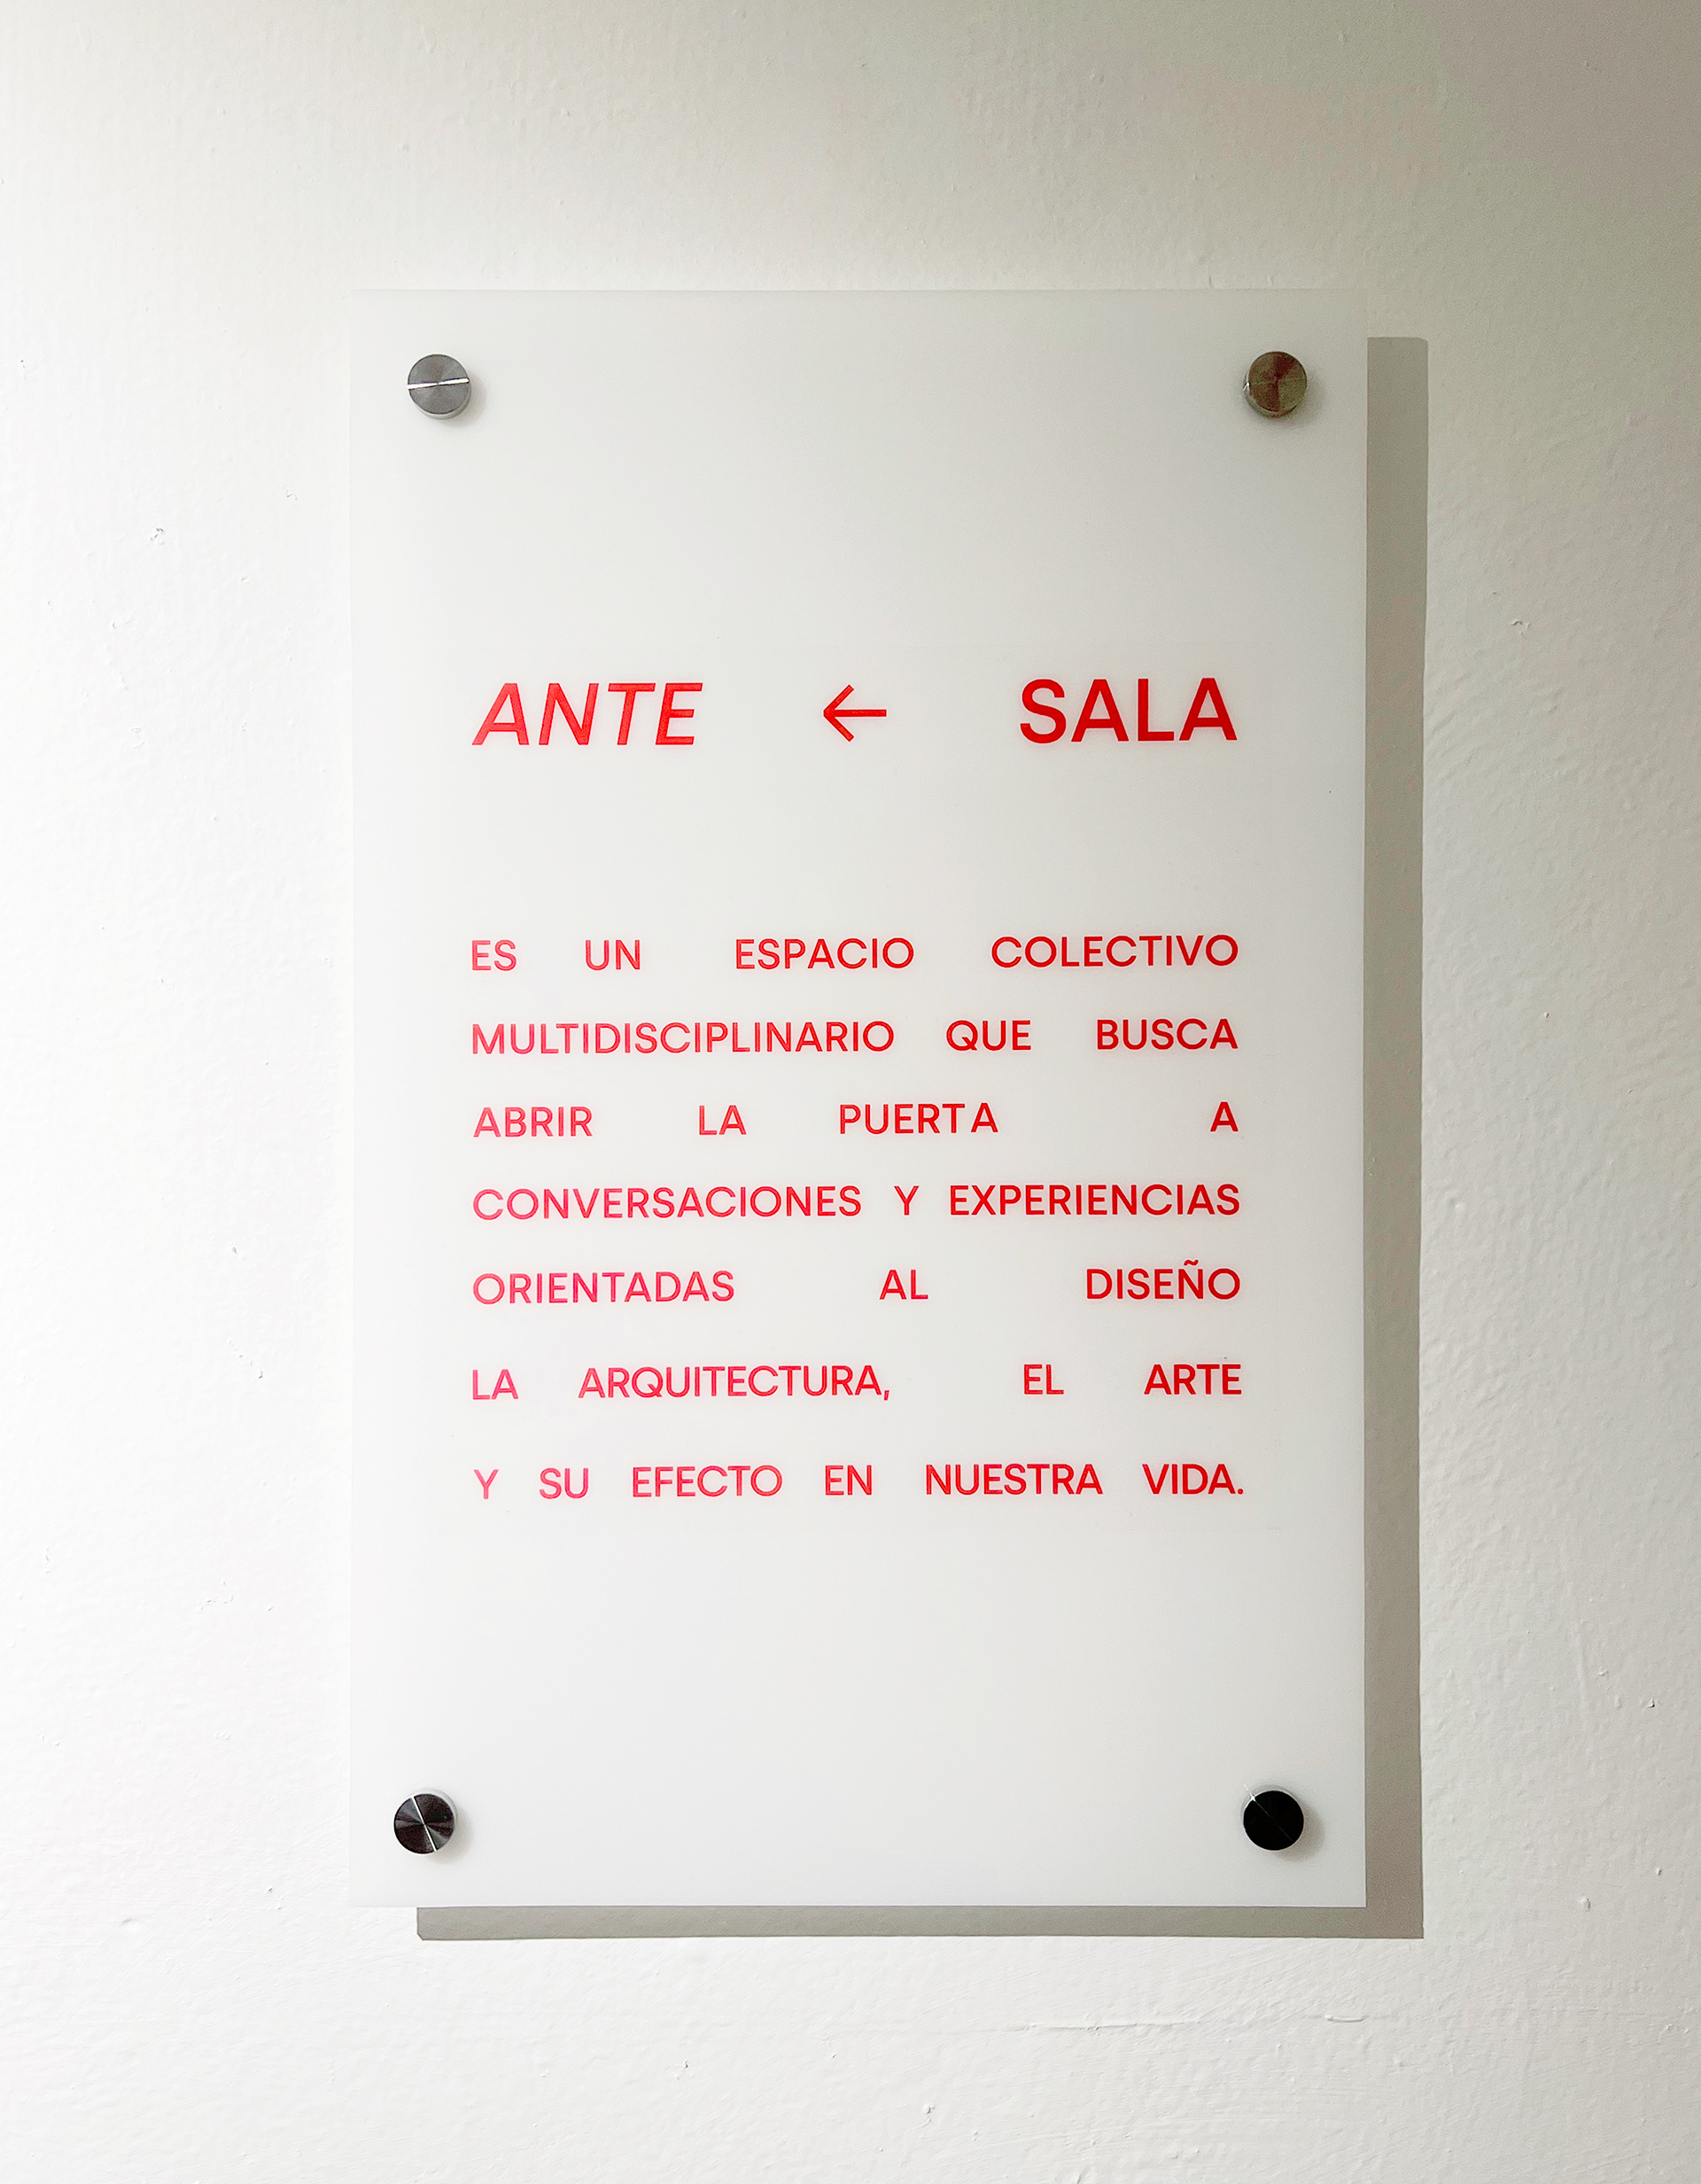 ANTE ← SALA
ES UN ESPACIO COLECTIVO
MULTIDISCIPLINARIO QUE BUSCA
ABRIR LA PUERTA A
CONVERSACIONES Y EXPERIENCIAS
ORIENTADAS AL DISEÑO
LA ARQUITECTURA, EL ARTE
Y SU EFECTO EN NUESTRA VIDA.